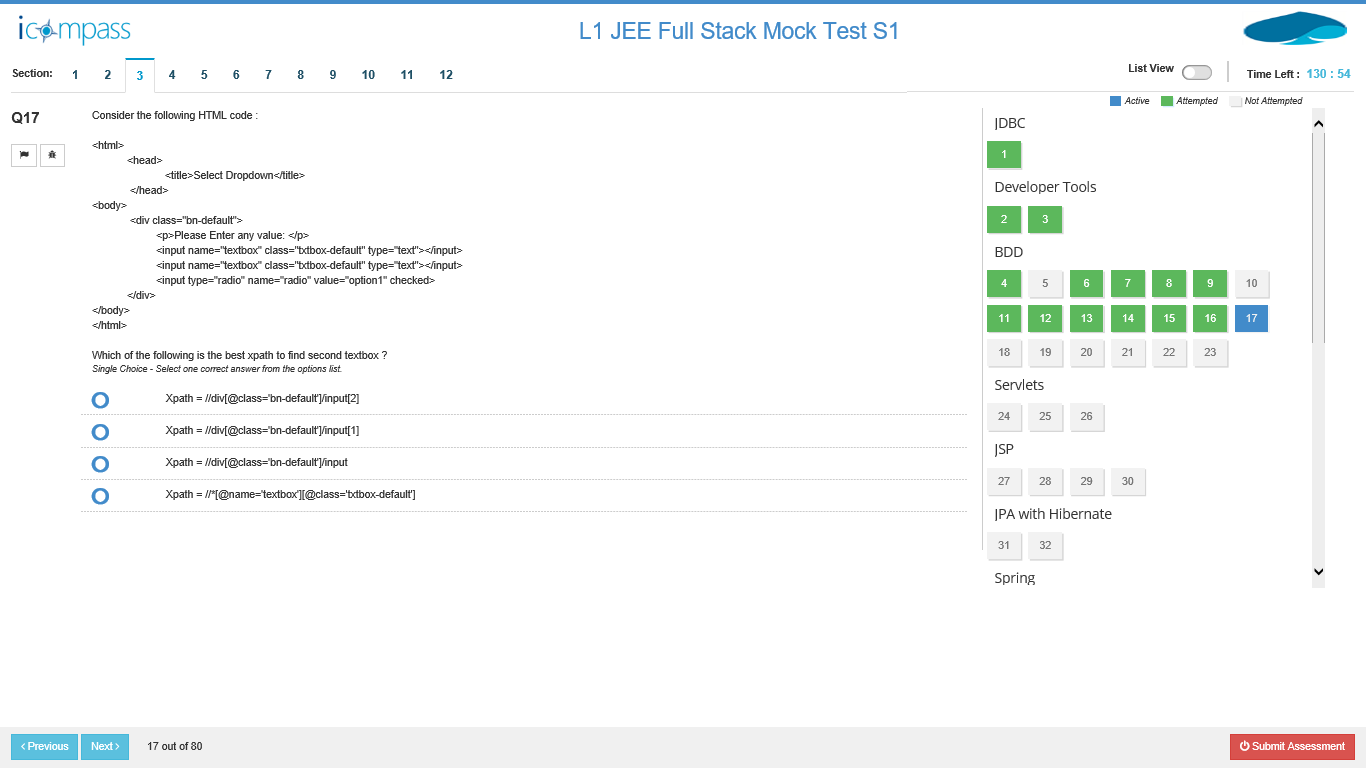 icompass
L1 JEE Full Stack Mock Test S1
Section: 1 2 3 4 5 6 7 8 9 10 11 12
List View
Time Left : 130 : 54
Active Attempted Not Attempted
Q17
Consider the following HTML code :
<html>
<head>
<title>Select Dropdown</title>
</head>
<body>
<div class="bn-default">
<p>Please Enter any value: </p>
<input name="textbox" class="txtbox-default" type="text"></input>
<input name="textbox" class="txtbox-default" type="text"></input>
<input type="radio" name="radio" value="option1" checked>
</div>
</body>
</html>
Which of the following is the best xpath to find second textbox ?
Single Choice - Select one correct answer from the options list.
Xpath = //div[@class='bn-default']/input[2]
Xpath = //div[@class='bn-default']/input[1]
Xpath = //div[@class='bn-default']/input
Xpath = //*[@name='textbox'][@class='txtbox-default']
JDBC
1
Developer Tools
2 3
BDD
4 5 6 7 8 9 10
11 12 13 14 15 16 17
18 19 20 21 22 23
Servlets
24 25 26
JSP
27 28 29 30
JPA with Hibernate
31 32
Spring
< Previous Next > 17 out of 80
Submit Assessment